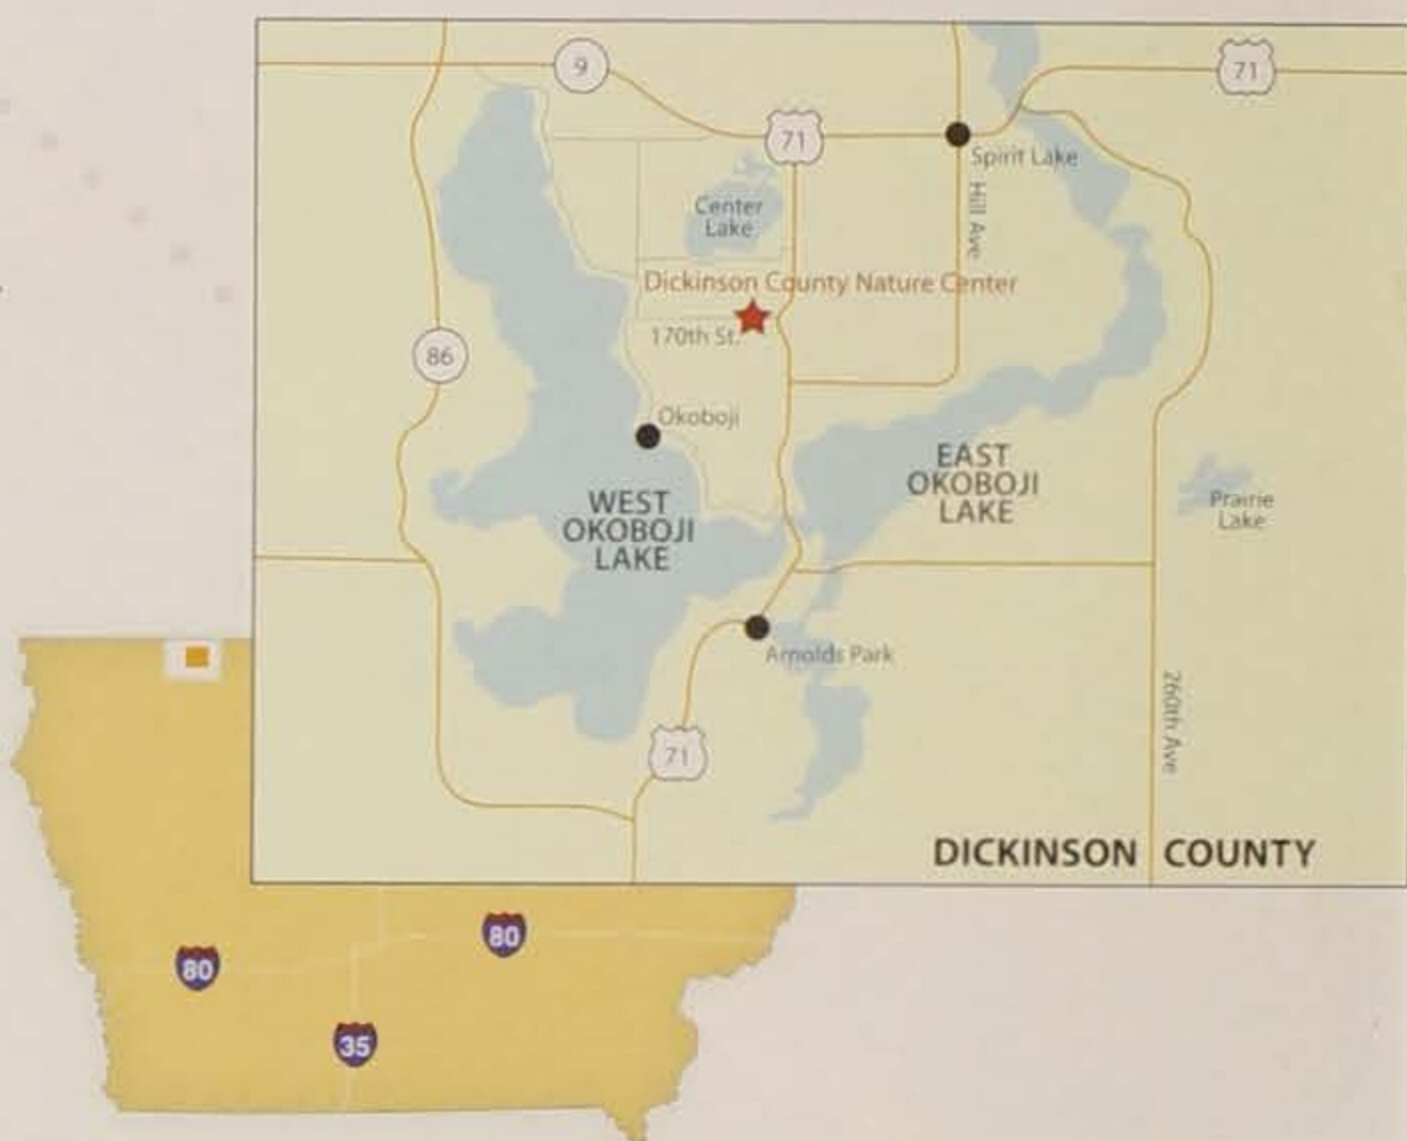 9
71
71
Spirit Lake
Hill Ave
Center
Lake
Dickinson County Nature Center
170th St.
86
Okoboji
WEST
OKOBOJI
LAKE
EAST
OKOBOJI
LAKE
Prairie
Lake
Arnolds Park
260th Ave
71
DICKINSON COUNTY
80
80
35